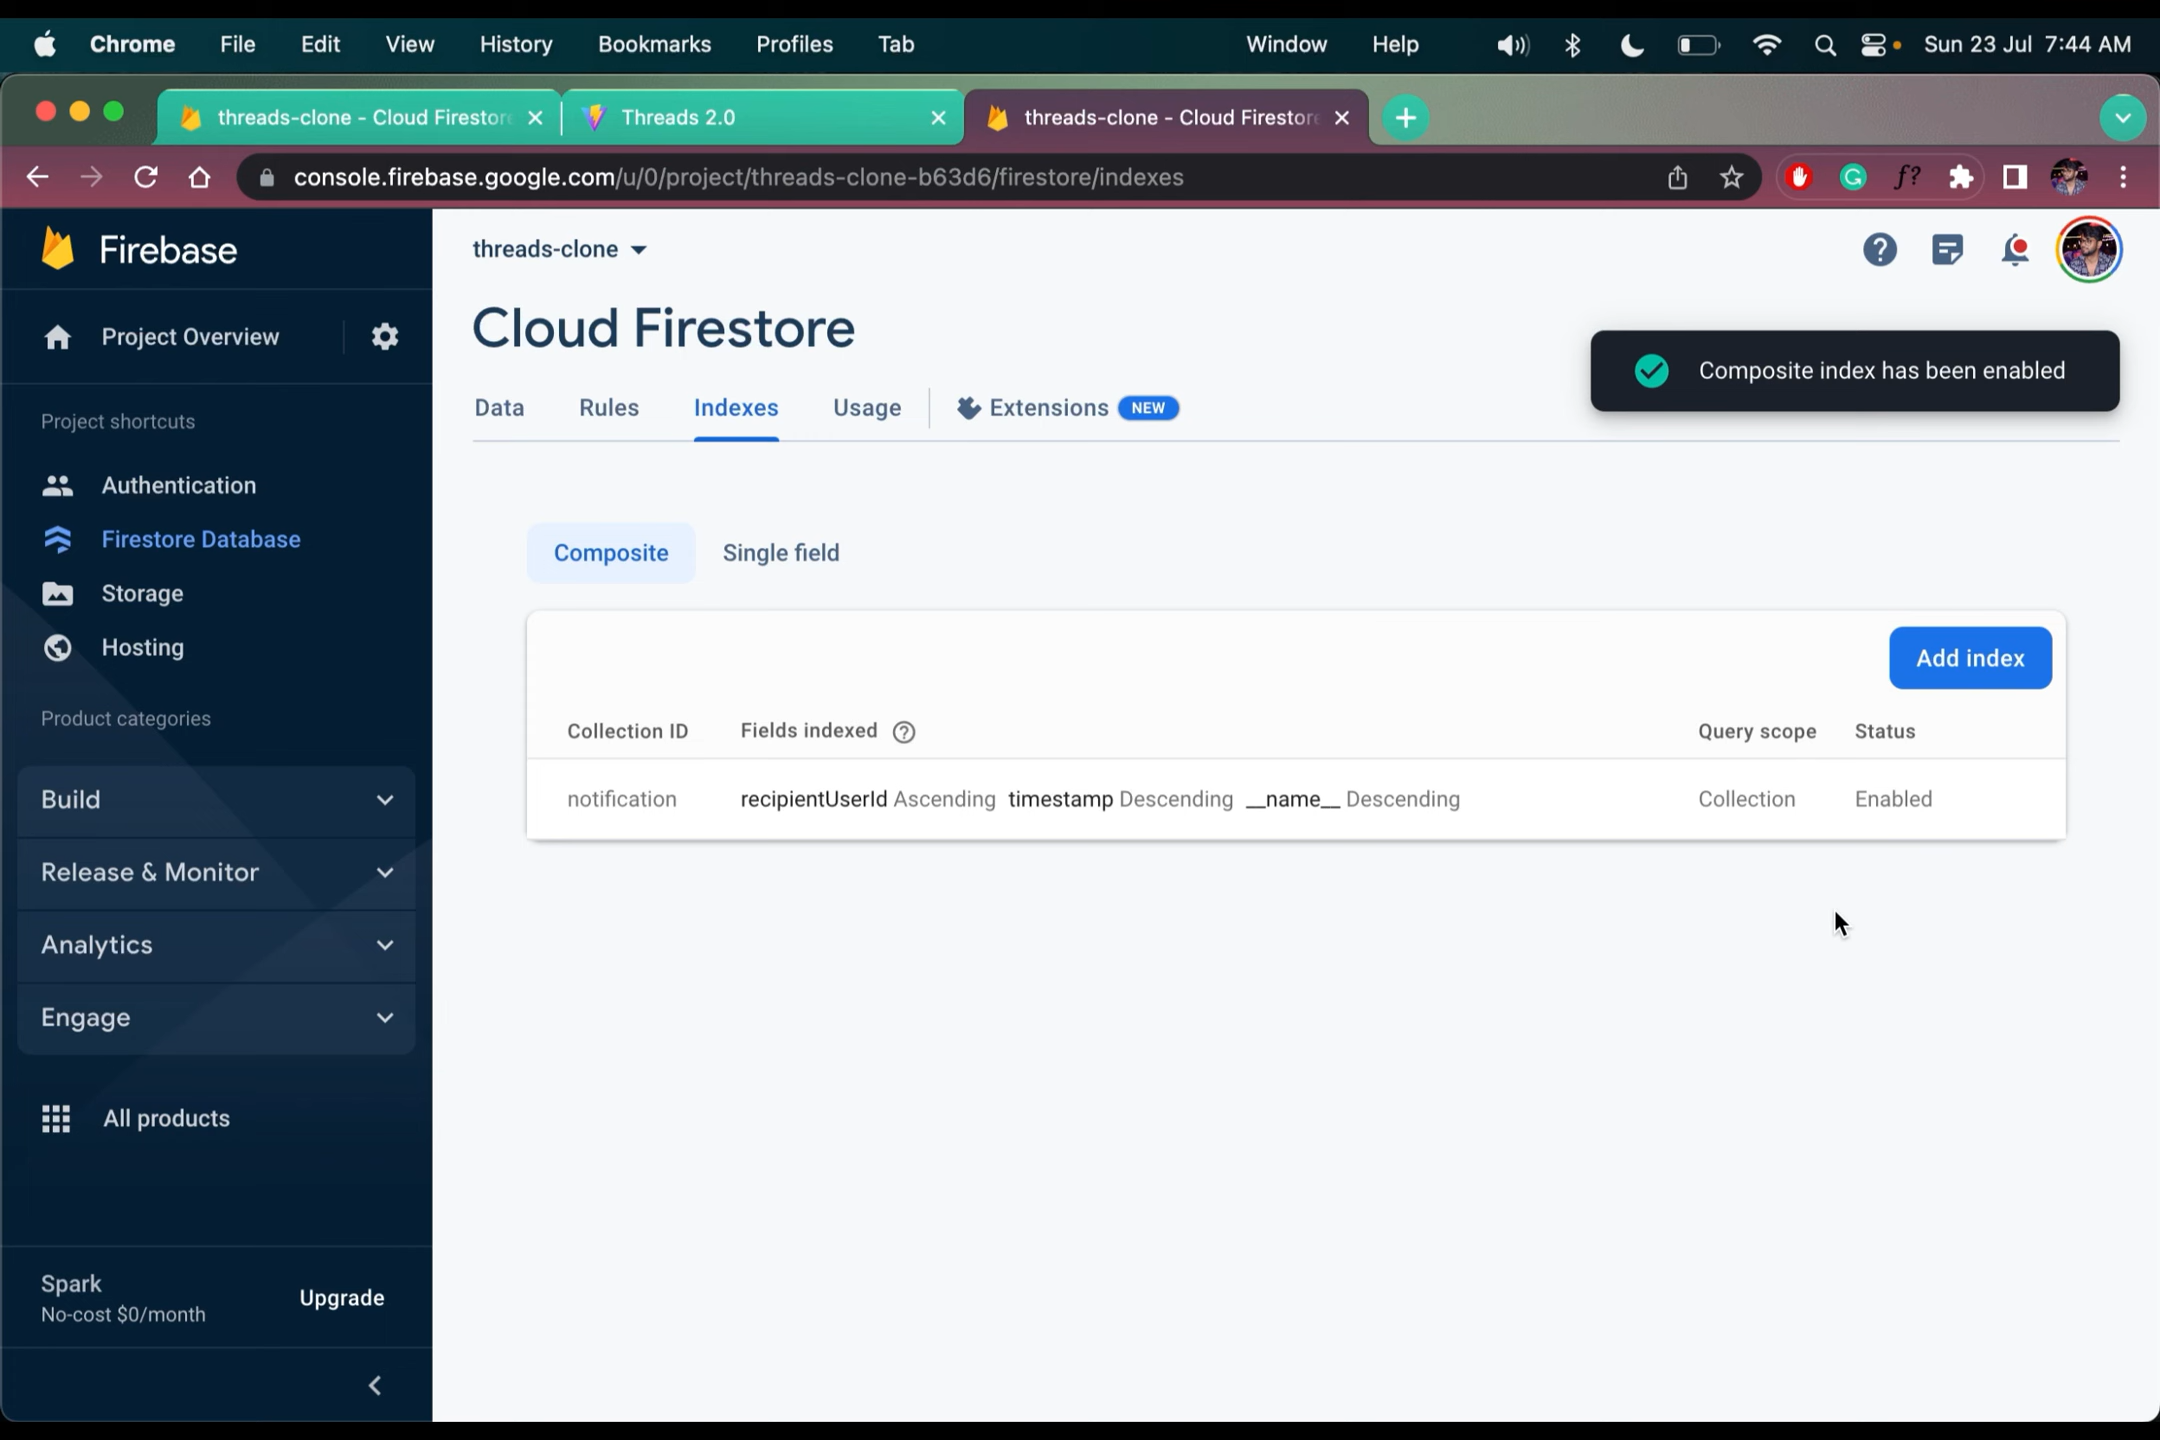 Chrome File Edit View History Bookmarks Profiles Tab Window Help Sun 23 Jul 7:44 AM
threads-clone - Cloud Firestor Threads 2.0 threads-clone - Cloud Firestor
console.firebase.google.com/u/0/project/threads-clone-b63d6/firestore/indexes
Firebase
Project Overview
Project shortcuts
Authentication
Firestore Database
Storage
Hosting
Product categories
Build
Release & Monitor
Analytics
Engage
All products
Spark
No-cost $0/month
Upgrade
threads-clone
Cloud Firestore
Composite index has been enabled
Data Rules Indexes Usage Extensions NEW
Composite Single field
Add index
Collection ID Fields indexed Query scope Status
notification recipientUserId Ascending timestamp Descending __name__ Descending Collection Enabled